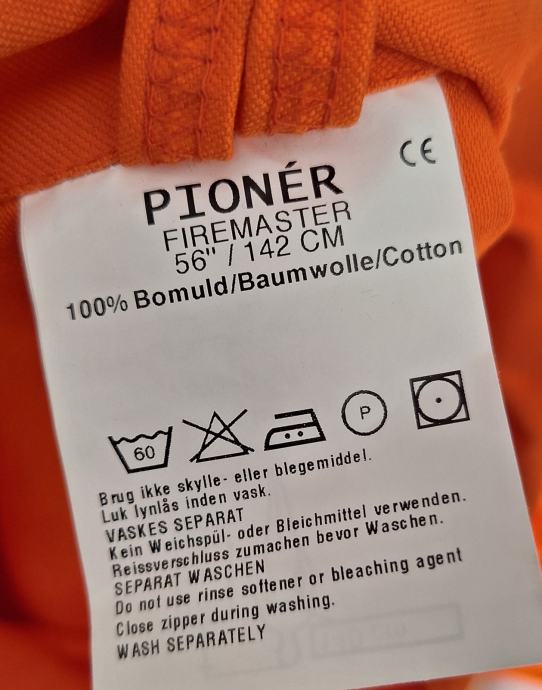 CE
PIONÉR
FIREMASTER
56" / 142 CM
100% Bomuld/Baumwolle/Cotton
60 P
Brug ikke skylle- eller blegemiddel.
Luk lynlås inden vask.
VASKES SEPARAT
Kein Weichspül- oder Bleichmittel verwenden.
Reissverschluss zumachen bevor Waschen.
SEPARAT WASCHEN
Do not use rinse softener or bleaching agent
Close zipper during washing.
WASH SEPARATELY